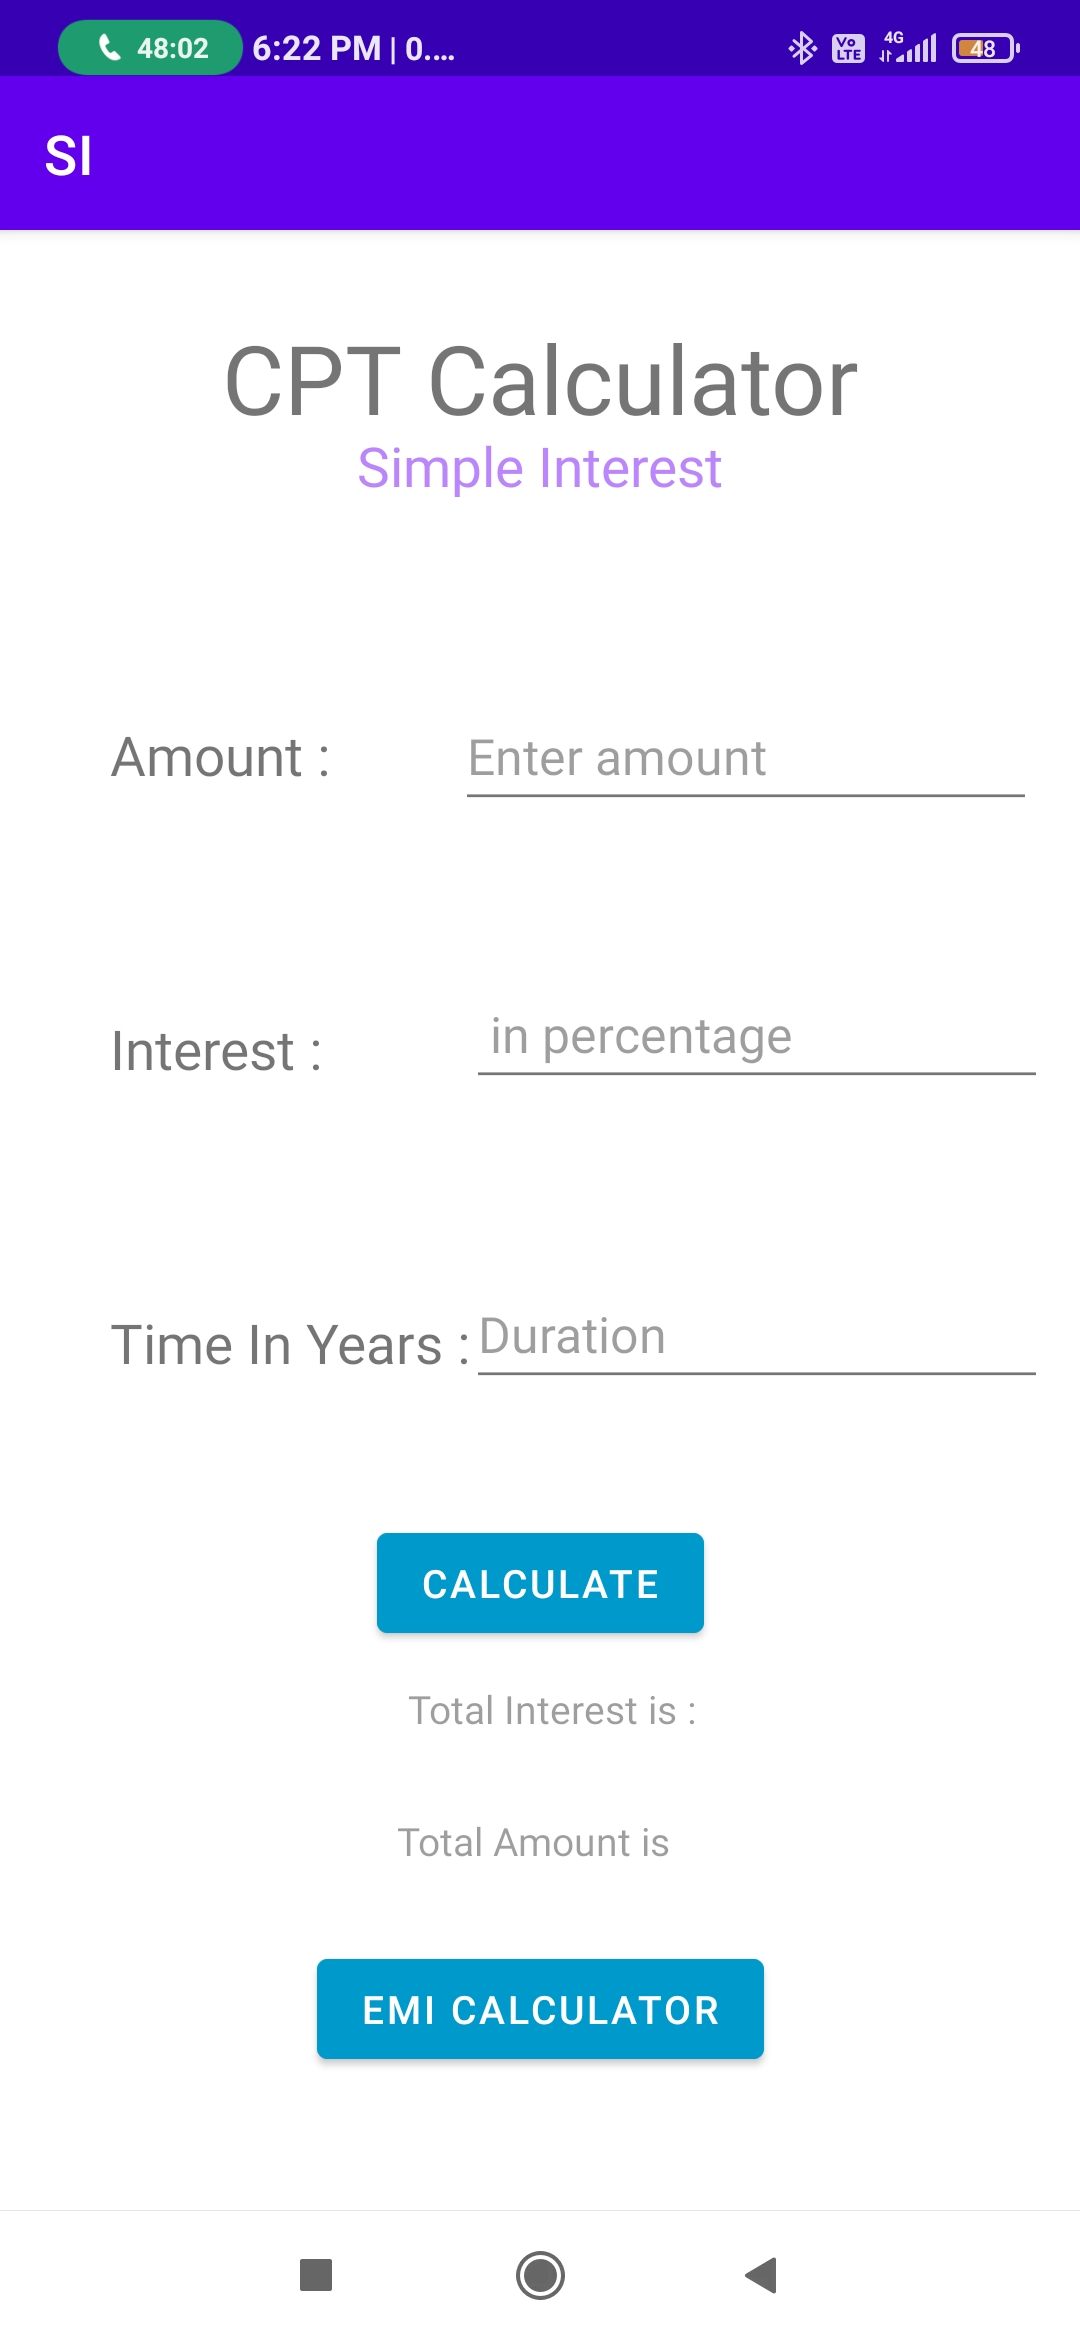 48:02 6:22 PM | 0.... 4G Vo LTE 48
SI
CPT Calculator
Simple Interest
Amount : Enter amount
Interest : in percentage
Time In Years : Duration
CALCULATE
Total Interest is :
Total Amount is
EMI CALCULATOR